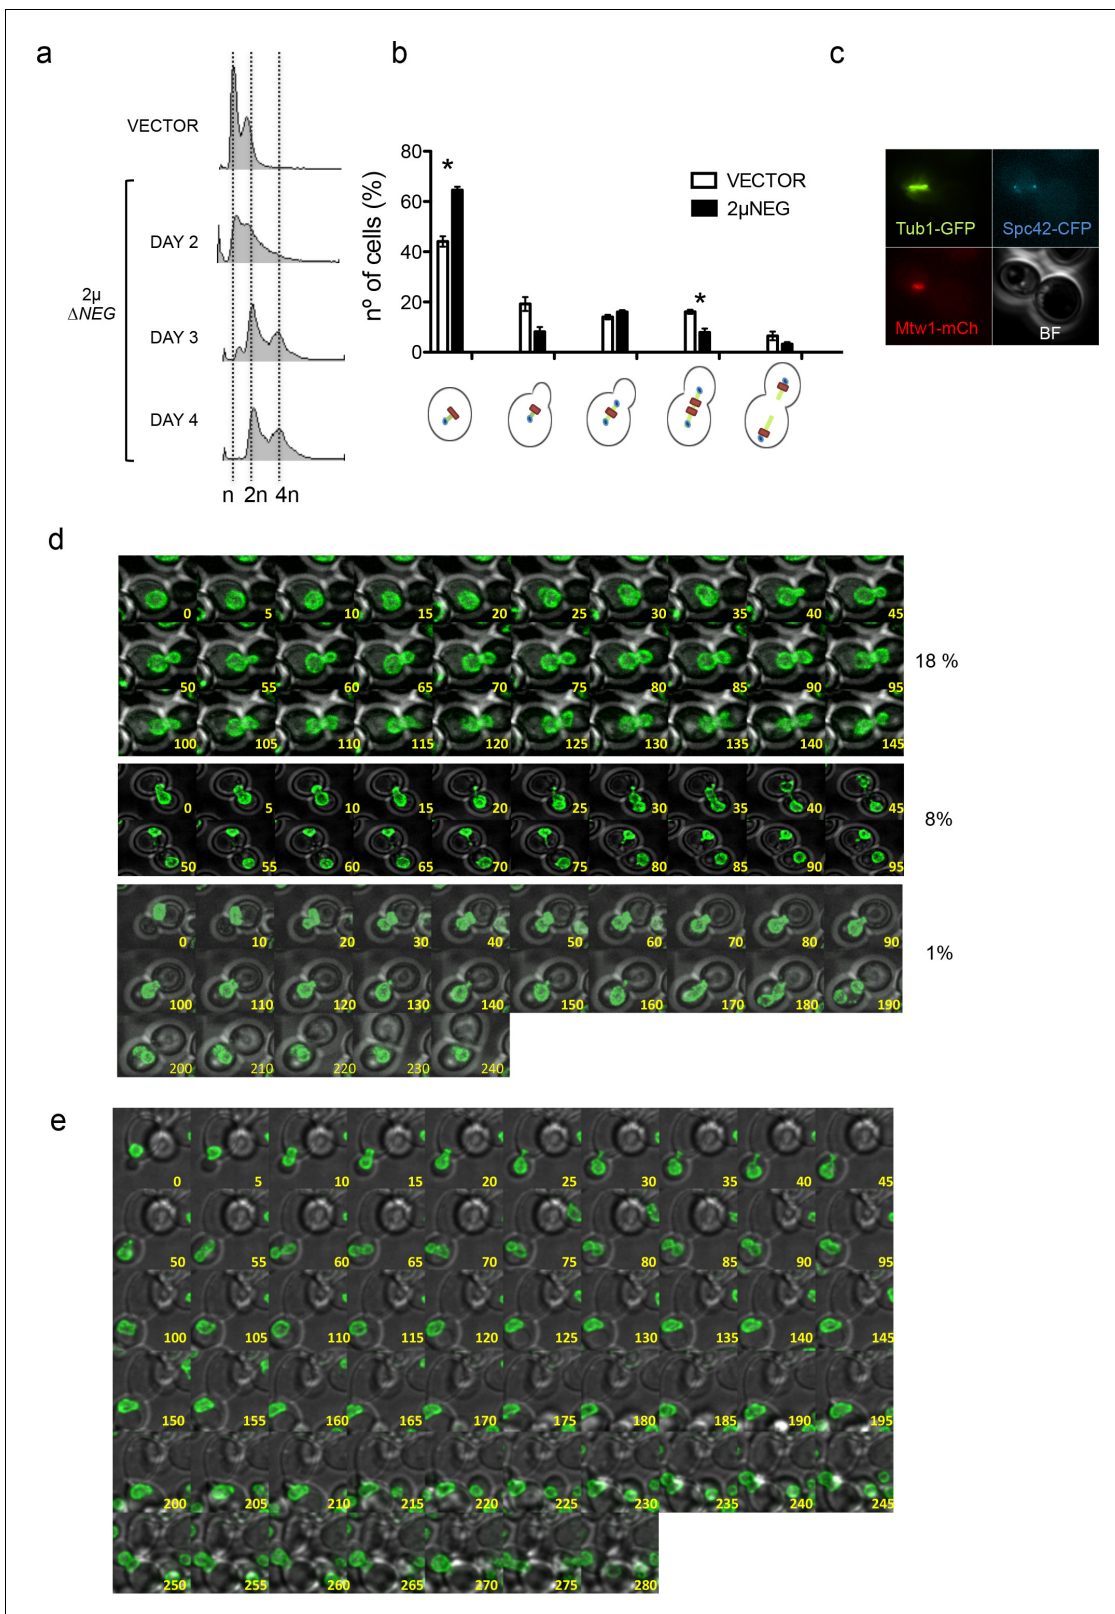 a
VECTOR
DAY 2
2µ
ΔNEG
DAY 3
DAY 4
n 2n 4n
b
nº of cells (%)
80
60
40
20
0
*
*
VECTOR
2µNEG
c
Tub1-GFP
Spc42-CFP
Mtw1-mCh
BF
d
0 5 10 15 20 25 30 35 40 45
50 55 60 65 70 75 80 85 90 95
100 105 110 115 120 125 130 135 140 145
18 %
0 5 10 15 20 25 30 35 40 45
50 55 60 65 70 75 80 85 90 95
8%
0 10 20 30 40 50 60 70 80 90
100 110 120 130 140 150 160 170 180 190
200 210 220 230 240
1%
e
0 5 10 15 20 25 30 35 40 45
50 55 60 65 70 75 80 85 90 95
100 105 110 115 120 125 130 135 140 145
150 155 160 165 170 175 180 185 190 195
200 205 210 215 220 225 230 235 240 245
250 255 260 265 270 275 280